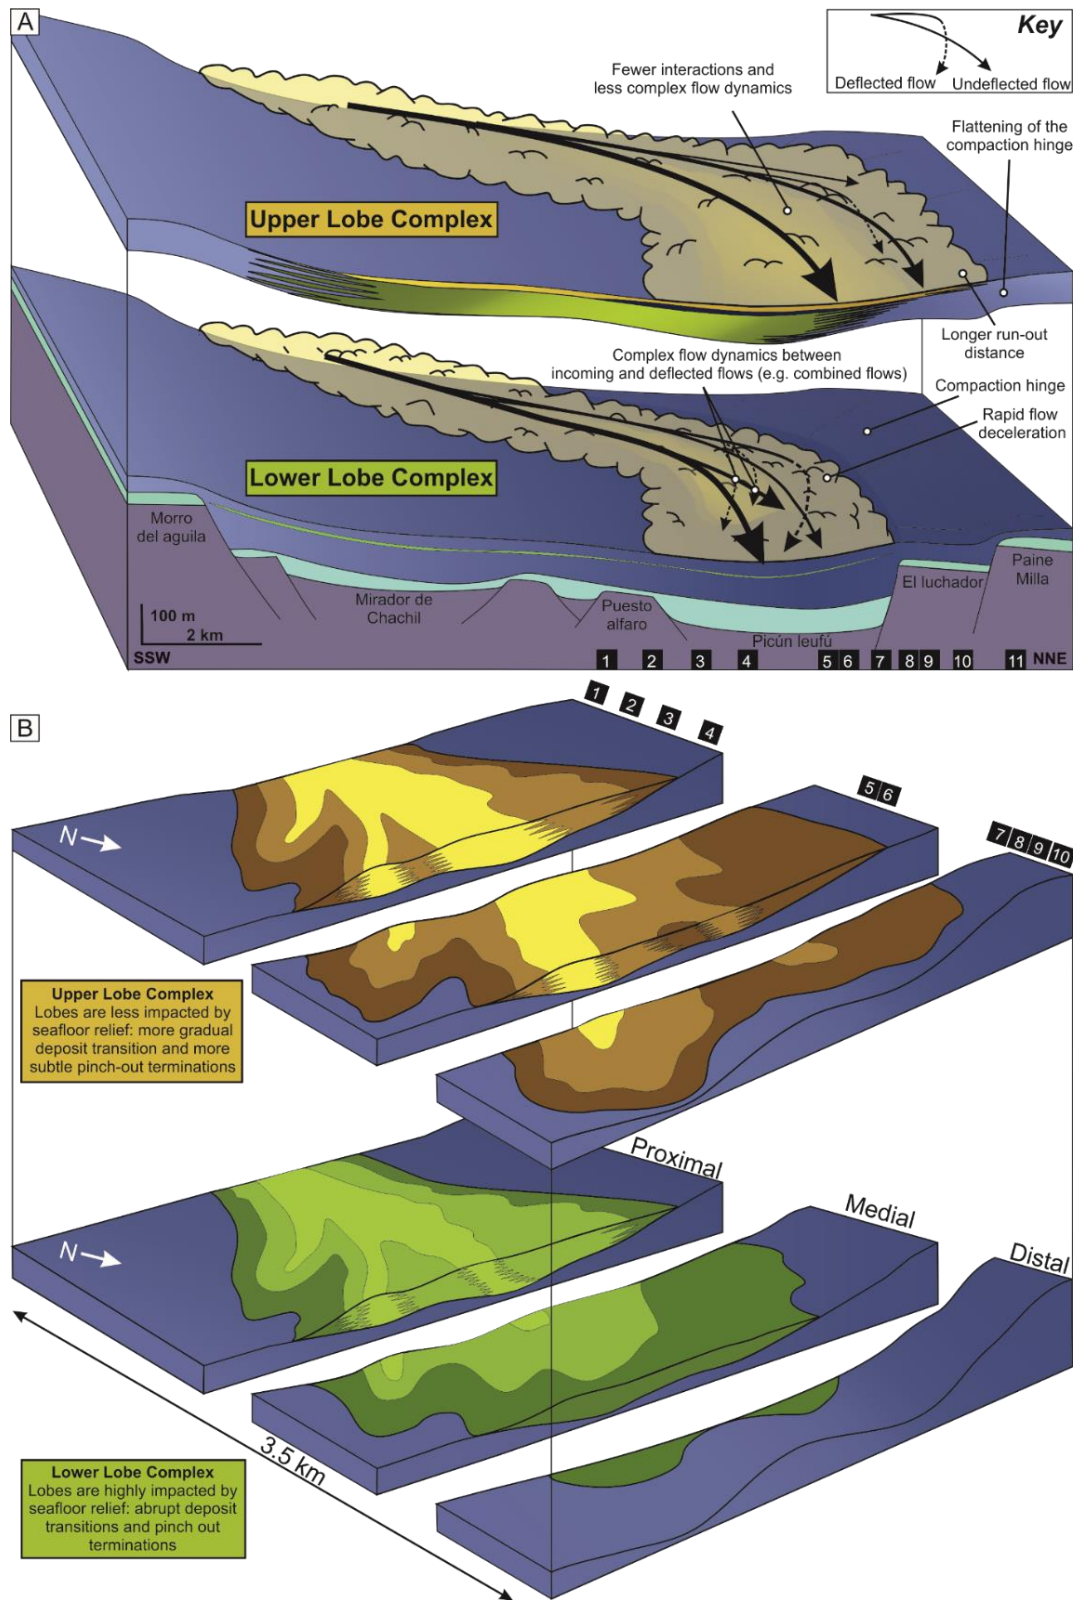 A
Key
Deflected flow
Undeflected flow
Fewer interactions and
less complex flow dynamics
Flattening of the
compaction hinge
Upper Lobe Complex
Longer run-out
distance
Complex flow dynamics between
incoming and deflected flows (e.g. combined flows)
Compaction hinge
Rapid flow
deceleration
Lower Lobe Complex
Morro
del aguila
Mirador de
Chachil
Puesto
alfaro
Picún leufú
El luchador
Paine
Milla
100 m
2 km
SSW
1 2 3 4 5 6 7 8 9 10 11
NNE
B
1 2 3 4
5 6
7 8 9 10
N
Upper Lobe Complex
Lobes are less impacted by
seafloor relief: more gradual
deposit transition and more
subtle pinch-out terminations
Proximal
Medial
Distal
N
3.5 km
Lower Lobe Complex
Lobes are highly impacted by
seafloor relief: abrupt deposit
transitions and pinch out
terminations